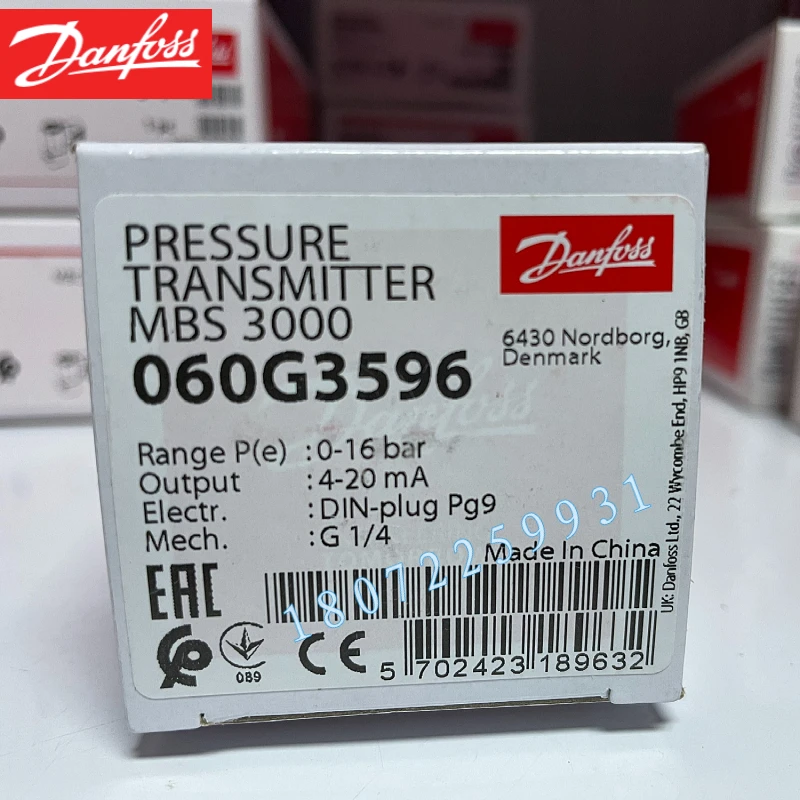 Danfoss
PRESSURE
TRANSMITTER
MBS 3000
060G3596
Danfoss
6430 Nordborg,
Denmark
Range P(e) :0-16 bar
Output :4-20 mA
Electr. :DIN-plug Pg9
Mech. :G 1/4
Made In China
18072259931
EAC
089
CE
5 702423 189632
UK: Danfoss Ltd., 22 Wycombe End, HP9 1NB, GB
Danfoss